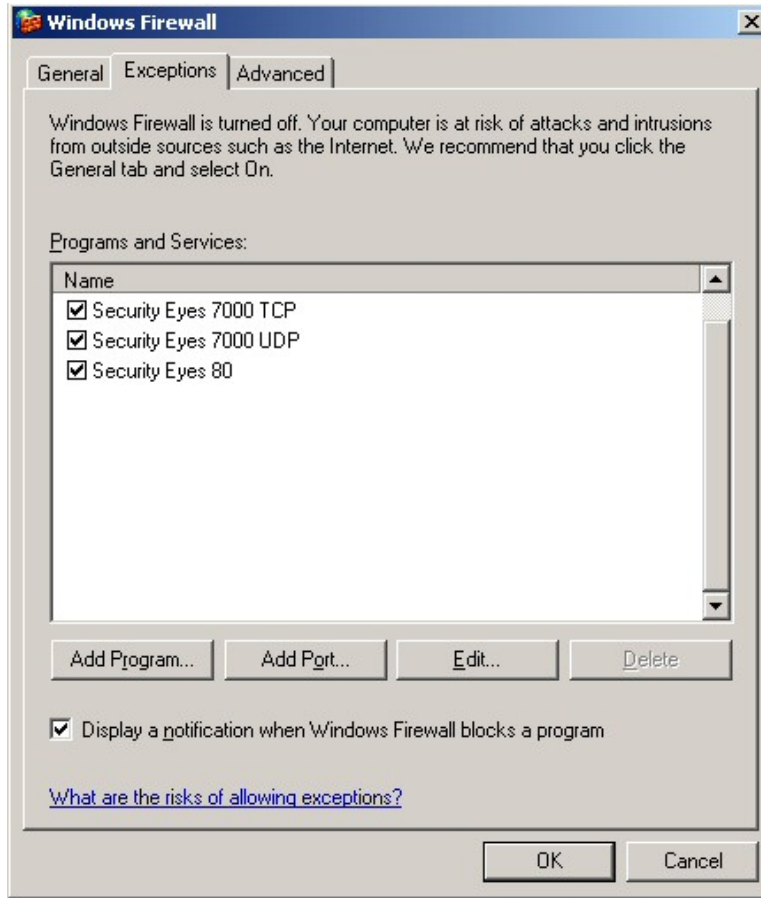 Windows Firewall
General Exceptions Advanced
Windows Firewall is turned off. Your computer is at risk of attacks and intrusions
from outside sources such as the Internet. We recommend that you click the
General tab and select On.
Programs and Services:
Name
Security Eyes 7000 TCP
Security Eyes 7000 UDP
Security Eyes 80
Add Program... Add Port... Edit... Delete
Display a notification when Windows Firewall blocks a program
What are the risks of allowing exceptions?
OK Cancel